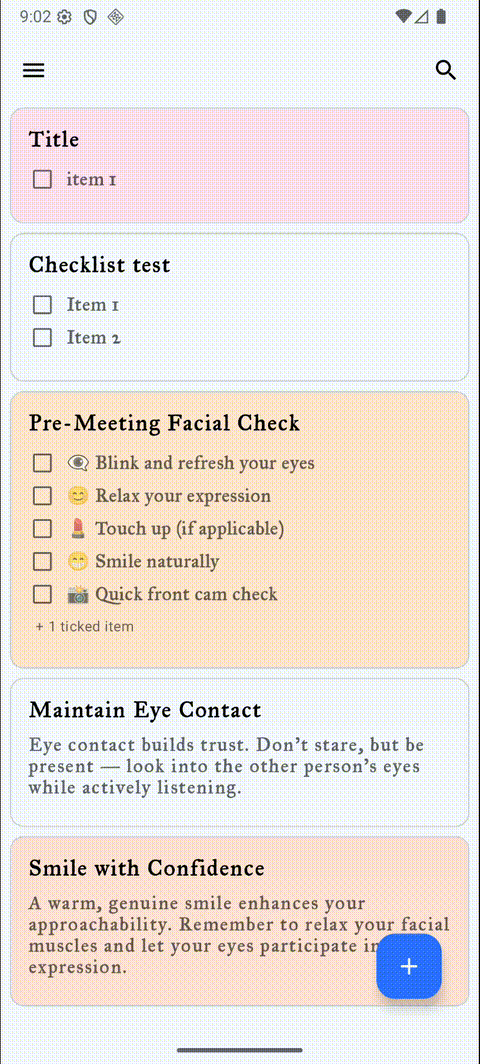 9:02
Title
item 1
Checklist test
Item 1
Item 2
Pre-Meeting Facial Check
👁️‍🗨️ Blink and refresh your eyes
😊 Relax your expression
💄 Touch up (if applicable)
😁 Smile naturally
📸 Quick front cam check
+ 1 ticked item
Maintain Eye Contact
Eye contact builds trust. Don't stare, but be
present — look into the other person's eyes
while actively listening.
Smile with Confidence
A warm, genuine smile enhances your
approachability. Remember to relax your facial
muscles and let your eyes participate in
expression.